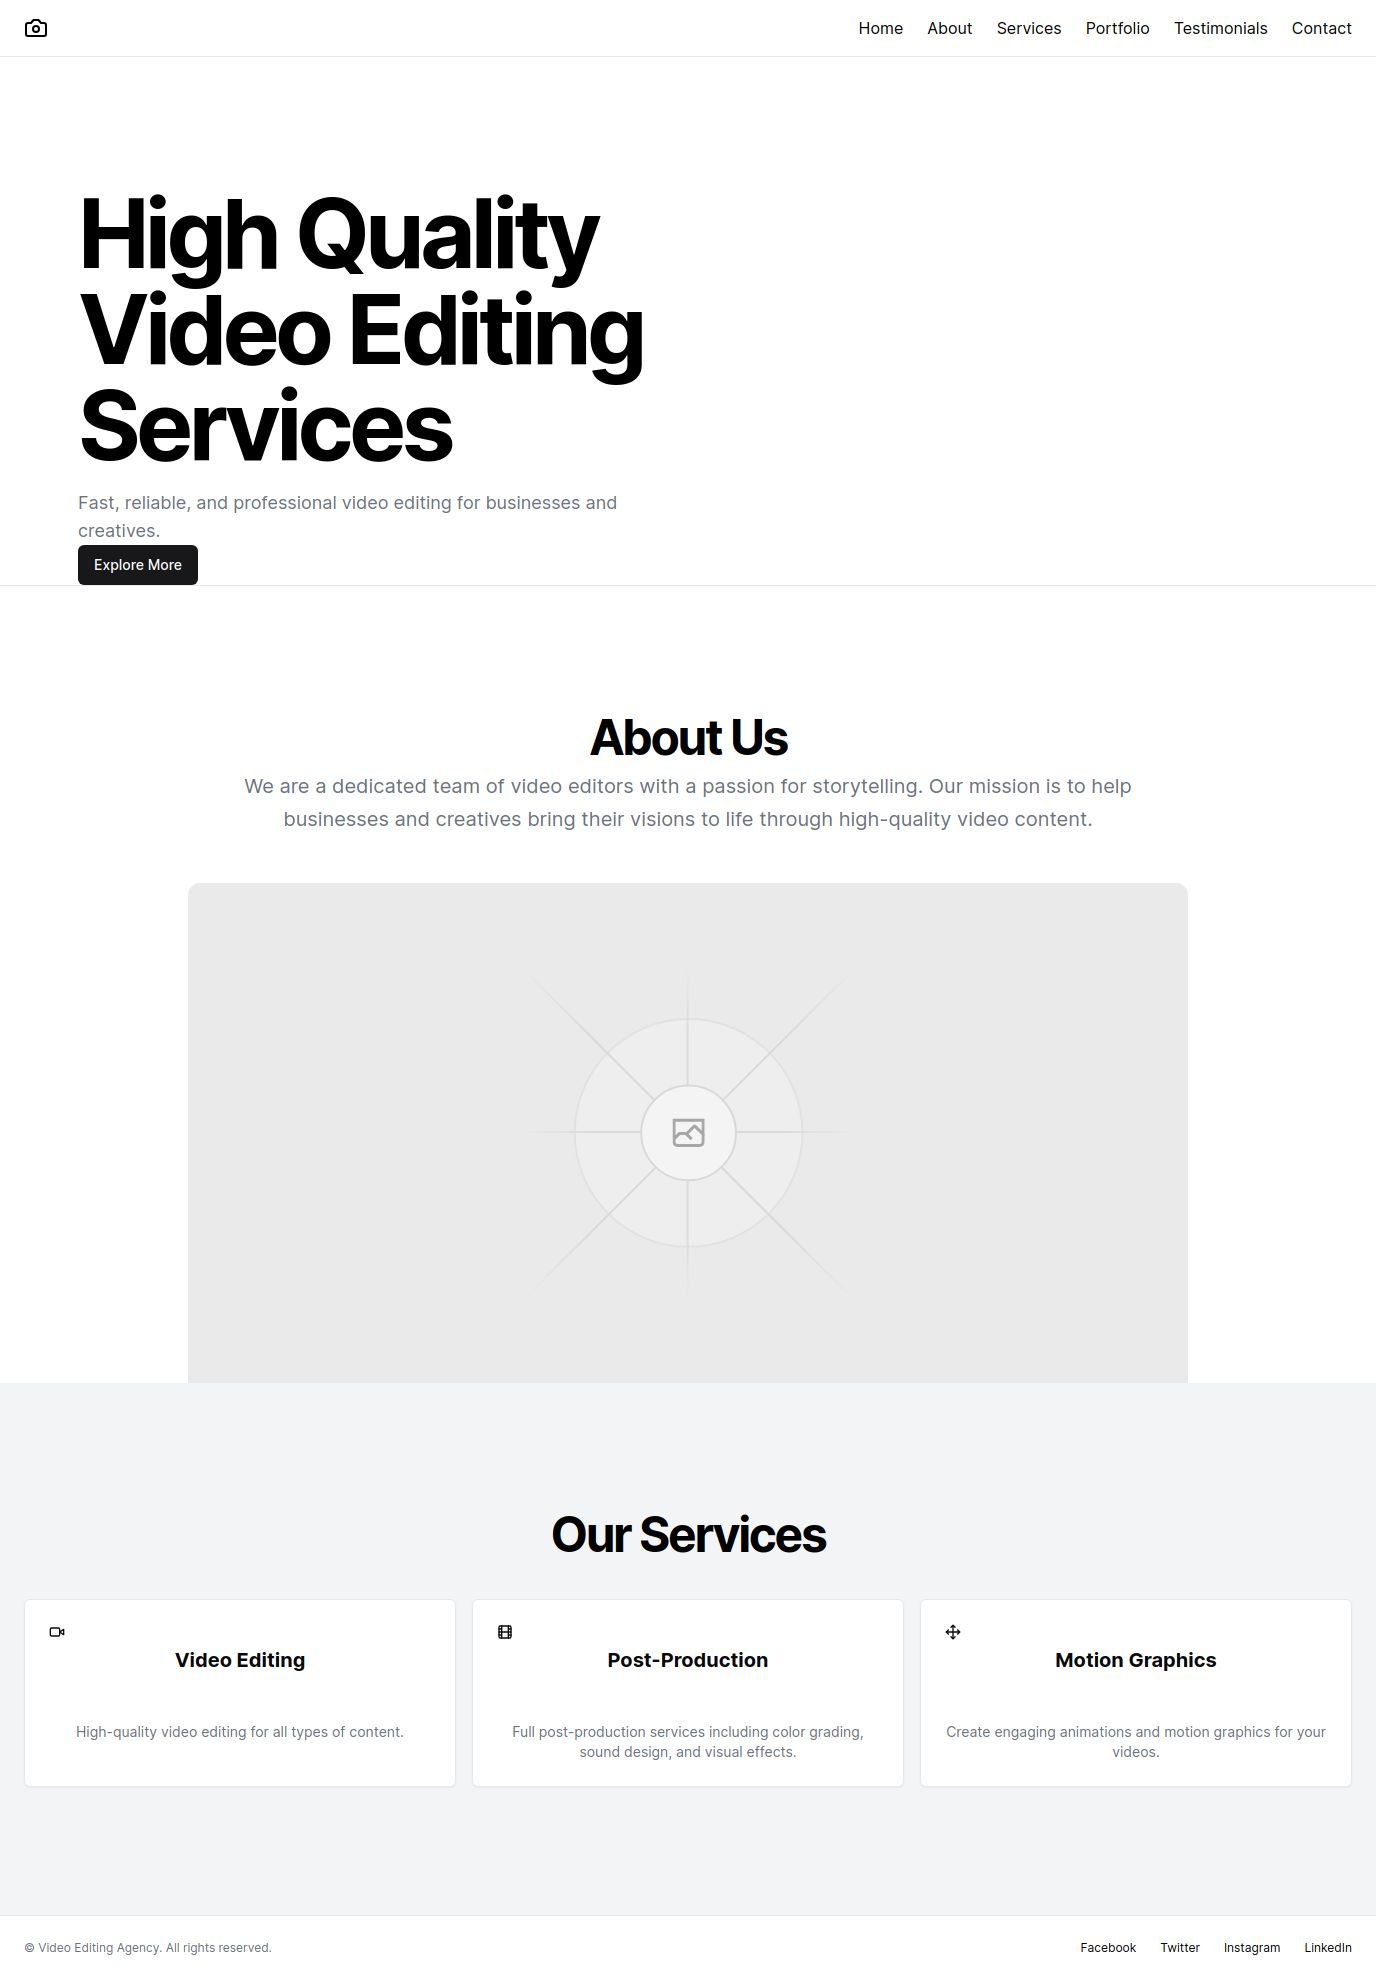 Home About Services Portfolio Testimonials Contact
High Quality
Video Editing
Services
Fast, reliable, and professional video editing for businesses and
creatives.
Explore More
About Us
We are a dedicated team of video editors with a passion for storytelling. Our mission is to help
businesses and creatives bring their visions to life through high-quality video content.
Our Services
Video Editing
High-quality video editing for all types of content.
Post-Production
Full post-production services including color grading,
sound design, and visual effects.
Motion Graphics
Create engaging animations and motion graphics for your
videos.
© Video Editing Agency. All rights reserved.
Facebook Twitter Instagram LinkedIn